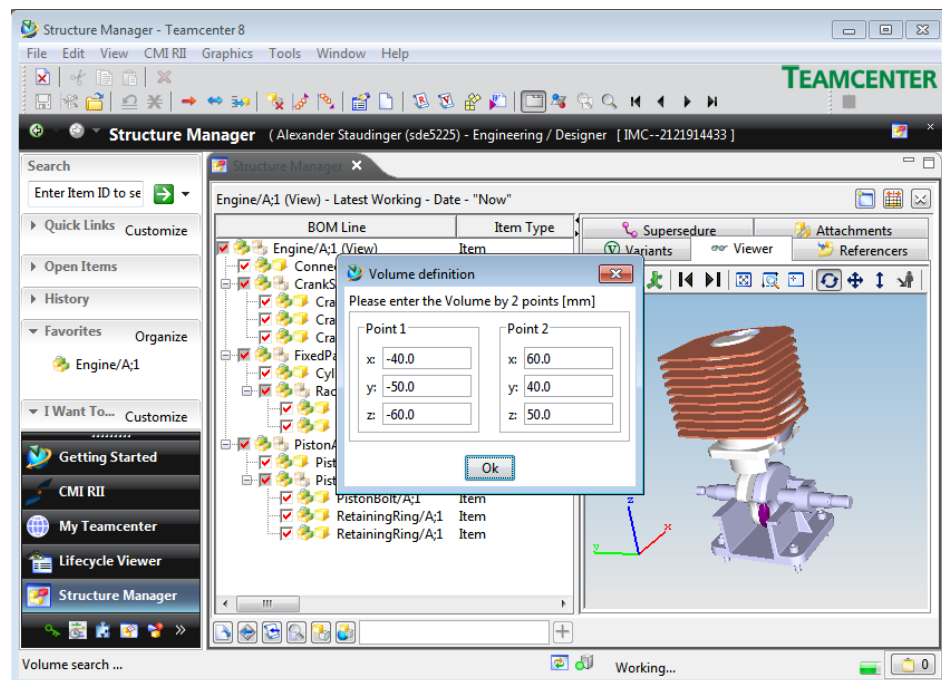 Structure Manager - Teamcenter 8
File Edit View CMI RII Graphics Tools Window Help
TEAMCENTER
Structure Manager ( Alexander Staudinger (sde5225) - Engineering / Designer [ IMC--2121914433 ]
Search
Structure Manager
Enter Item ID to se
Engine/A;1 (View) - Latest Working - Date - "Now"
Quick Links Customize
Open Items
History
Favorites Organize
Engine/A;1
I Want To... Customize
Getting Started
CMI RII
My Teamcenter
Lifecycle Viewer
Structure Manager
BOM Line Item Type
Engine/A;1 (View) Item
Conne
CrankS
Cra
Cra
Cra
FixedPa
Cyl
Rac
PistonA
Pist
Pist
PistonBolt/A;1 Item
RetainingRing/A;1 Item
RetainingRing/A;1 Item
Volume definition
Please enter the Volume by 2 points [mm]
Point 1 Point 2
x: -40.0 x: 60.0
y: -50.0 y: 40.0
z: -60.0 z: 50.0
Ok
Supersedure Attachments
Variants Viewer Referencers
z
x
y
Volume search ... Working... 0